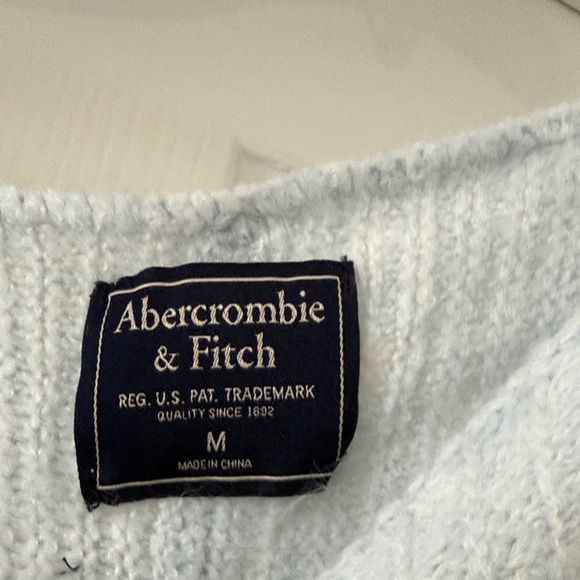 Abercrombie
& Fitch
REG. U.S. PAT. TRADEMARK
QUALITY SINCE 1892
M
MADE IN CHINA